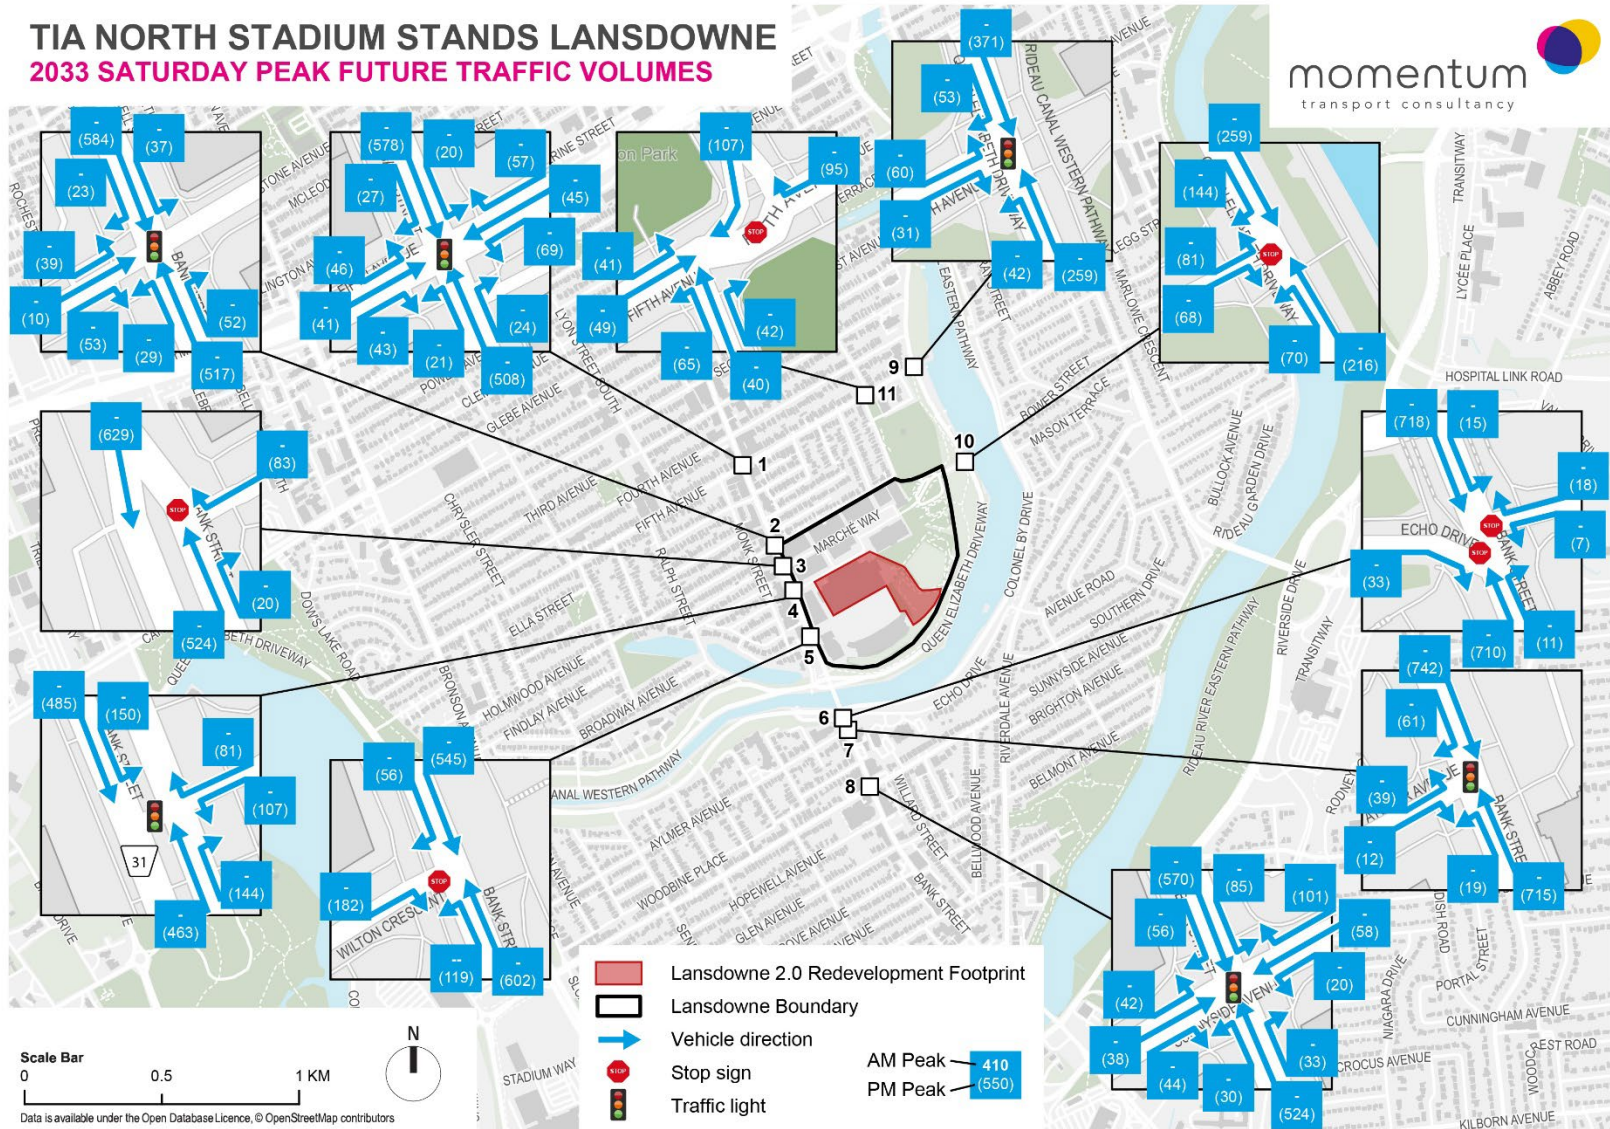 TIA NORTH STADIUM STANDS LANSDOWNE
2033 SATURDAY PEAK FUTURE TRAFFIC VOLUMES
momentum
transport consultancy
-
(584)
-
(37)
-
(23)
-
(39)
-
(10)
-
(53)
-
(29)
-
(517)
-
(52)
-
(578)
-
(20)
-
(57)
-
(27)
-
(45)
-
(69)
-
(46)
-
(41)
-
(43)
-
(21)
-
(508)
-
(24)
-
(107)
-
(95)
-
(41)
-
(49)
-
(65)
-
(40)
-
(42)
STOP
FIFTH AVENUE
-
(371)
-
(53)
-
(60)
-
(31)
-
(42)
-
(259)
RIDEAU CANAL WESTERN PATHWAY
-
(259)
-
(144)
-
(81)
-
(68)
-
(70)
-
(216)
STOP
-
(629)
-
(83)
-
(524)
-
(20)
STOP
-
(718)
-
(15)
-
(18)
-
(7)
-
(33)
-
(710)
-
(11)
STOP
STOP
ECHO DRIVE
BANK STREET
-
(485)
-
(150)
-
(81)
-
(107)
-
(463)
-
(144)
31
-
(56)
-
(545)
-
(182)
--
(119)
-
(602)
STOP
WILTON CRESCENT
-
(742)
-
(61)
-
(39)
-
(12)
-
(19)
-
(715)
-
(570)
-
(85)
-
(101)
-
(56)
-
(58)
-
(20)
-
(42)
-
(38)
-
(44)
-
(30)
-
(524)
-
(33)
1
2
3
4
5
6
7
8
9
10
11
GLEBE AVENUE
LYON STREET SOUTH
THIRD AVENUE
FOURTH AVENUE
FIFTH AVENUE
CHRYSLER STREET
MONK STREET
RALPH STREET
ELLA STREET
MARCHÉ WAY
QUEEN ELIZABETH DRIVEWAY
COLONEL BY DRIVE
HOLMWOOD AVENUE
FINDLAY AVENUE
BROADWAY AVENUE
DOW'S LAKE ROAD
ECHO DRIVE
RIVERDALE AVENUE
AVENUE ROAD
SOUTHERN DRIVE
SUNNYSIDE AVENUE
BRIGHTON AVENUE
BELMONT AVENUE
BELLWOOD AVENUE
WILLARD STREET
BANK STREET
AYLMER AVENUE
WOODBINE PLACE
HOPEWELL AVENUE
GLEN AVENUE
EASTERN PATHWAY
MARLOWE CRESCENT
BOWER STREET
MASON TERRACE
BULLOCK AVENUE
RIDEAU GARDEN DRIVE
RIDEAU RIVER EASTERN PATHWAY
RIVERSIDE DRIVE
TRANSITWAY
TRANSITWAY
LYCÉE PLACE
ABBEY ROAD
HOSPITAL LINK ROAD
NIAGARA DRIVE
PORTAL STREET
CUNNINGHAM AVENUE
CROCUS AVENUE
KILBORN AVENUE
STADIUM WAY
Lansdowne 2.0 Redevelopment Footprint
Lansdowne Boundary
Vehicle direction
STOP
Stop sign
Traffic light
AM Peak
410
PM Peak
(550)
N
Scale Bar
0
0.5
1 KM
Data is available under the Open Database Licence, © OpenStreetMap contributors